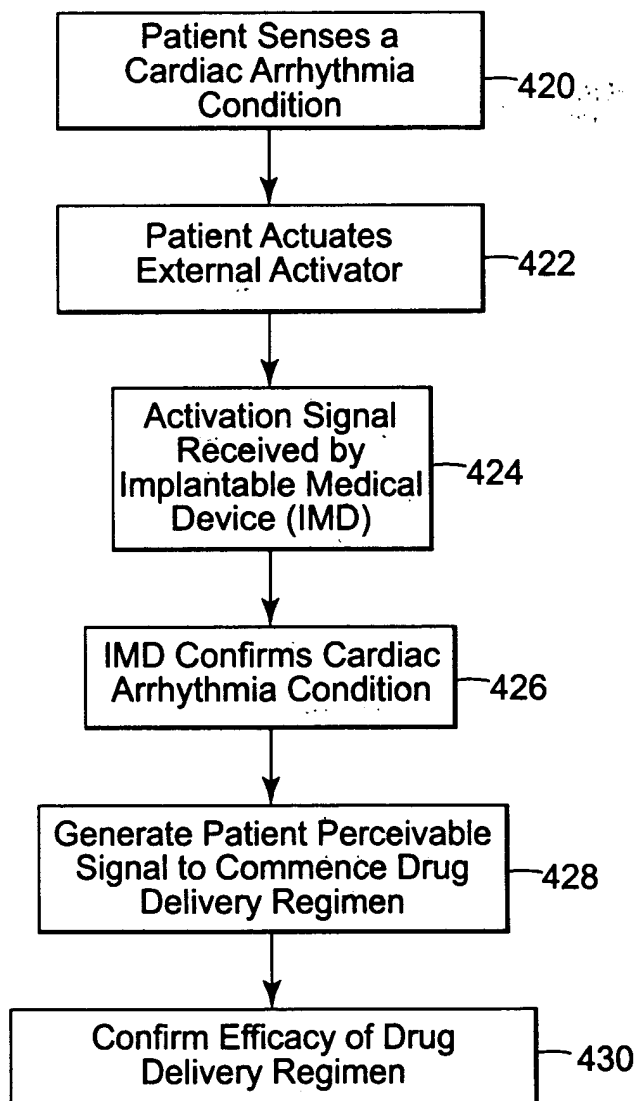 Patient Senses a
Cardiac Arrhythmia
Condition
420
Patient Actuates
External Activator
422
Activation Signal
Received by
Implantable Medical
Device (IMD)
424
IMD Confirms Cardiac
Arrhythmia Condition
426
Generate Patient Perceivable
Signal to Commence Drug
Delivery Regimen
428
Confirm Efficacy of Drug
Delivery Regimen
430